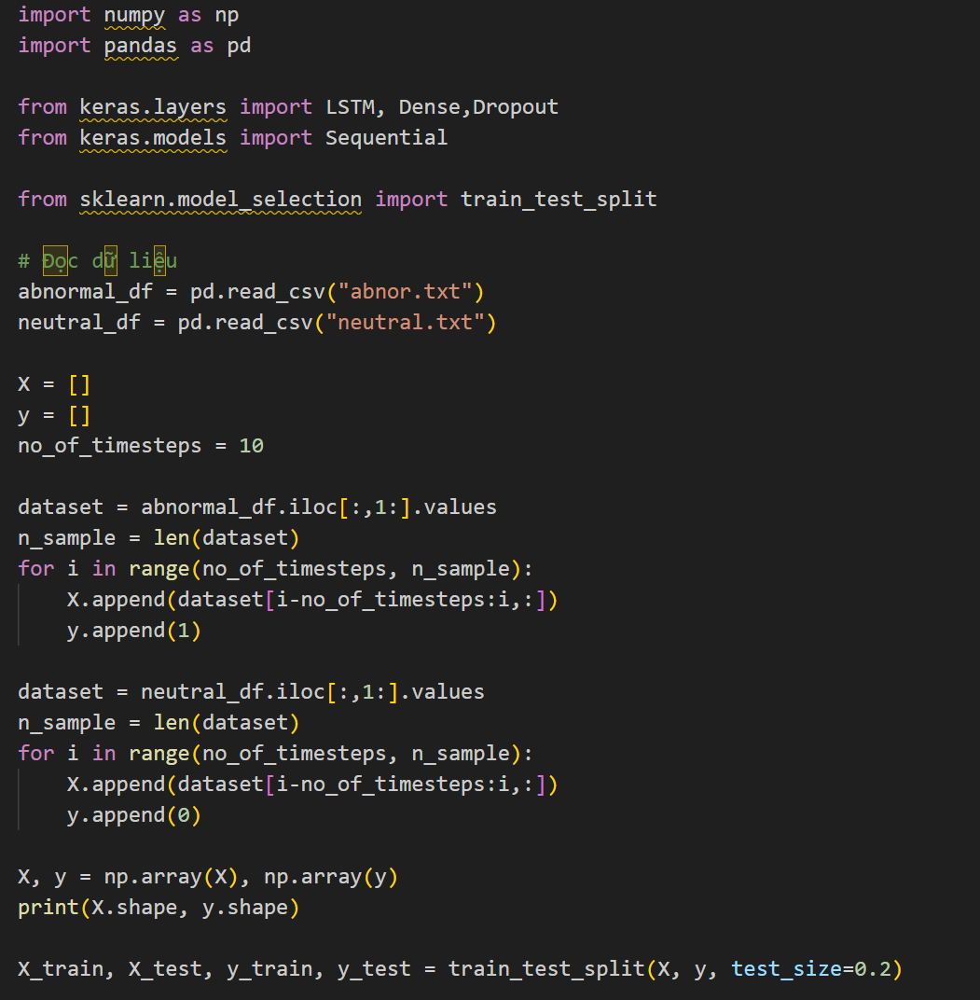 import numpy as np
import pandas as pd
from keras.layers import LSTM, Dense,Dropout
from keras.models import Sequential
from sklearn.model_selection import train_test_split
# Đọc dữ liệu
abnormal_df = pd.read_csv("abnor.txt")
neutral_df = pd.read_csv("neutral.txt")
X = []
y = []
no_of_timesteps = 10
dataset = abnormal_df.iloc[:,1:].values
n_sample = len(dataset)
for i in range(no_of_timesteps, n_sample):
    X.append(dataset[i-no_of_timesteps:i,:])
    y.append(1)
dataset = neutral_df.iloc[:,1:].values
n_sample = len(dataset)
for i in range(no_of_timesteps, n_sample):
    X.append(dataset[i-no_of_timesteps:i,:])
    y.append(0)
X, y = np.array(X), np.array(y)
print(X.shape, y.shape)
X_train, X_test, y_train, y_test = train_test_split(X, y, test_size=0.2)